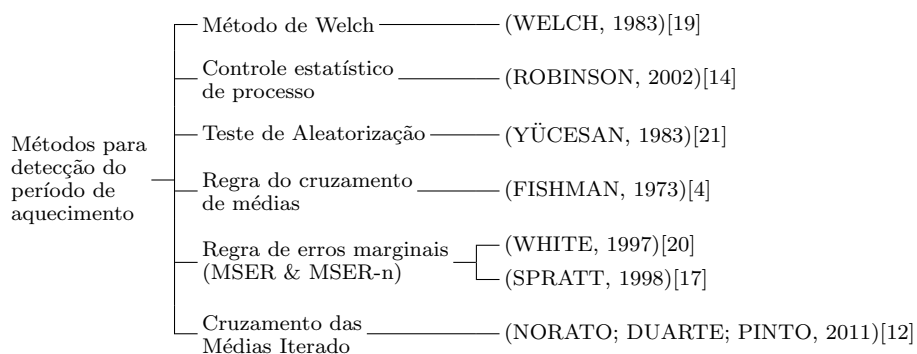 Métodos para
detecção do
período de
aquecimento
Método de Welch
(WELCH, 1983)[19]
Controle estatístico
de processo
(ROBINSON, 2002)[14]
Teste de Aleatorização
(YÜCESAN, 1983)[21]
Regra do cruzamento
de médias
(FISHMAN, 1973)[4]
Regra de erros marginais
(MSER & MSER-n)
(WHITE, 1997)[20]
(SPRATT, 1998)[17]
Cruzamento das
Médias Iterado
(NORATO; DUARTE; PINTO, 2011)[12]